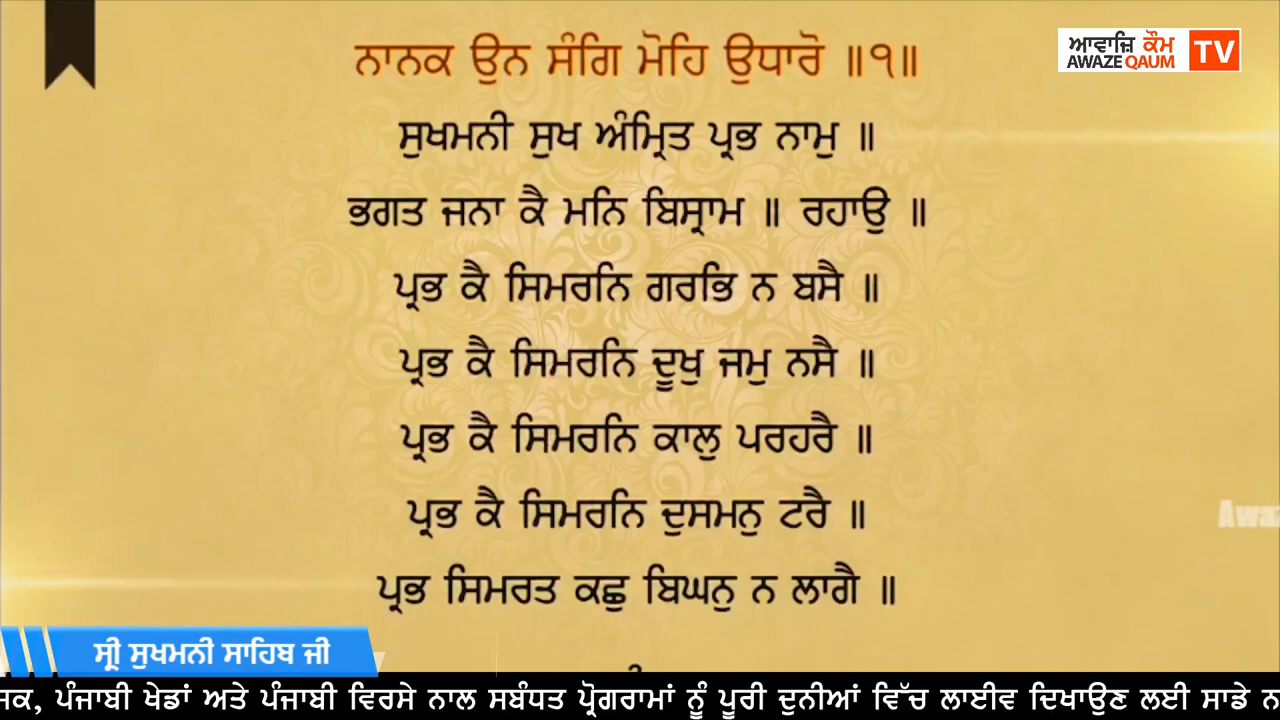 ਨਾਨਕ ਉਨ ਸੰਗਿ ਮੋਹਿ ਉਧਾਰੋ ॥੧॥
ਆਵਾਜ਼ਿ ਕੌਮ
AWAZE QAUM
TV
ਸੁਖਮਨੀ ਸੁਖ ਅੰਮ੍ਰਿਤ ਪ੍ਰਭ ਨਾਮੁ ॥
ਭਗਤ ਜਨਾ ਕੈ ਮਨਿ ਬਿਸ੍ਰਾਮ ॥ ਰਹਾਉ ॥
ਪ੍ਰਭ ਕੈ ਸਿਮਰਨਿ ਗਰਭਿ ਨ ਬਸੈ ॥
ਪ੍ਰਭ ਕੈ ਸਿਮਰਨਿ ਦੂਖੁ ਜਮੁ ਨਸੈ ॥
ਪ੍ਰਭ ਕੈ ਸਿਮਰਨਿ ਕਾਲੁ ਪਰਹਰੈ ॥
ਪ੍ਰਭ ਕੈ ਸਿਮਰਨਿ ਦੁਸਮਨੁ ਟਰੈ ॥
Awa
ਪ੍ਰਭ ਸਿਮਰਤ ਕਛੁ ਬਿਘਨੁ ਨ ਲਾਗੈ ॥
ਸ੍ਰੀ ਸੁਖਮਨੀ ਸਾਹਿਬ ਜੀ
ਜਕ, ਪੰਜਾਬੀ ਖੇਡਾਂ ਅਤੇ ਪੰਜਾਬੀ ਵਿਰਸੇ ਨਾਲ ਸਬੰਧਤ ਪ੍ਰੋਗਰਾਮਾਂ ਨੂੰ ਪੂਰੀ ਦੁਨੀਆਂ ਵਿੱਚ ਲਾਈਵ ਦਿਖਾਉਣ ਲਈ ਸਾਡੇ ਨ